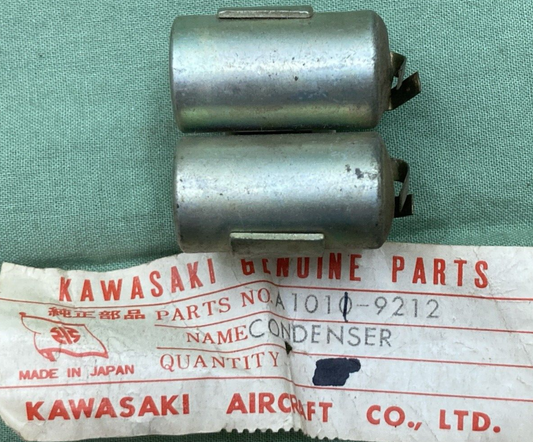 KAWASAKI GENUINE PARTS
純正部品 PARTS NO. A1010-9212
NAME CONDENSER
QUANTITY
MADE IN JAPAN
KAWASAKI AIRCRAFT CO., LTD.